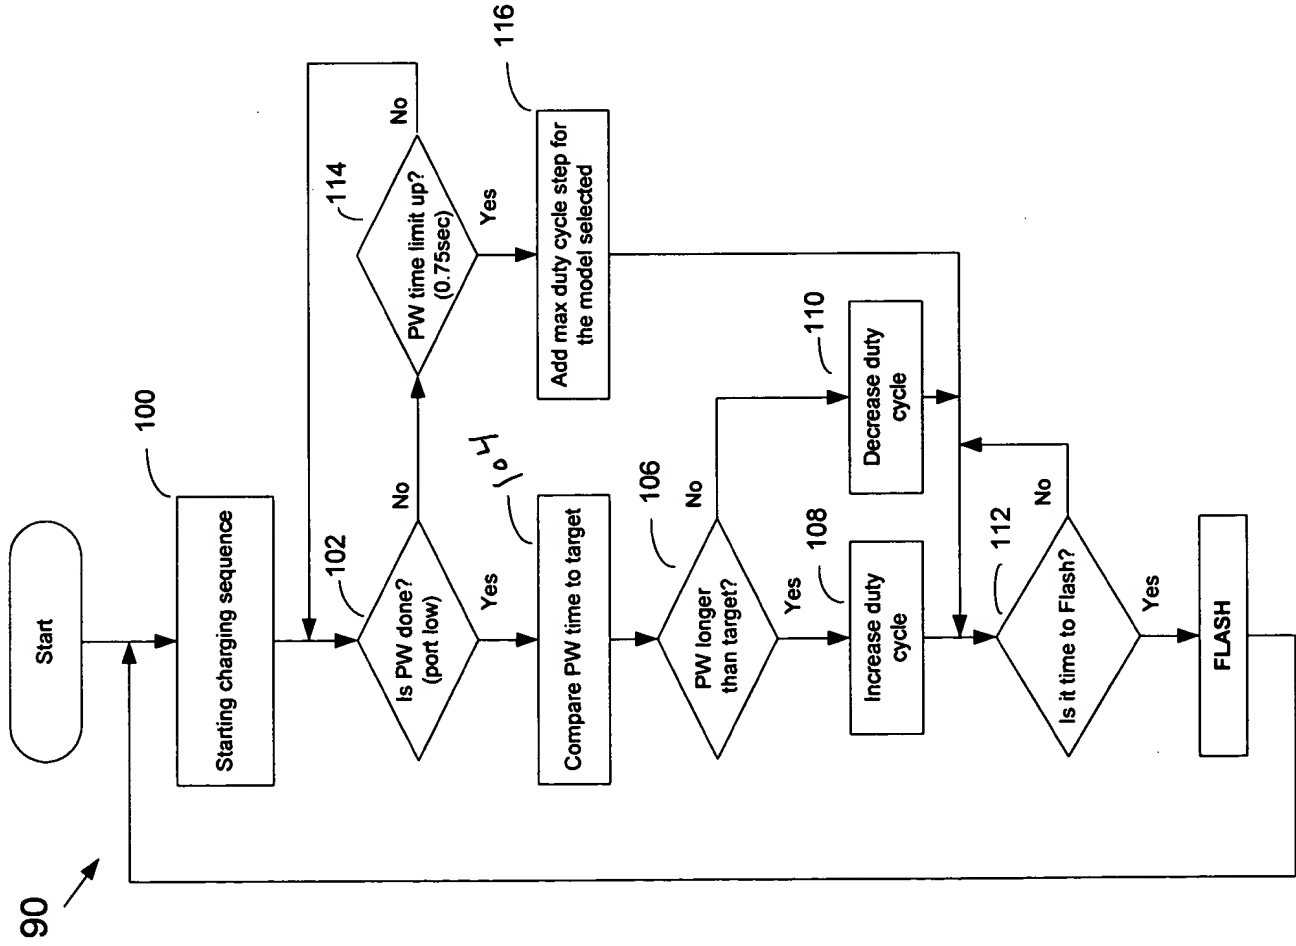 90
Start
100
Starting charging sequence
102
Is PW done?
(port low)
No
Yes
114
PW time limit up?
(0.75sec)
No
Yes
116
Add max duty cycle step for
the model selected
104
Compare PW time to target
106
PW longer
than target?
No
Yes
108
Increase duty
cycle
110
Decrease duty
cycle
112
Is it time to Flash?
No
Yes
FLASH